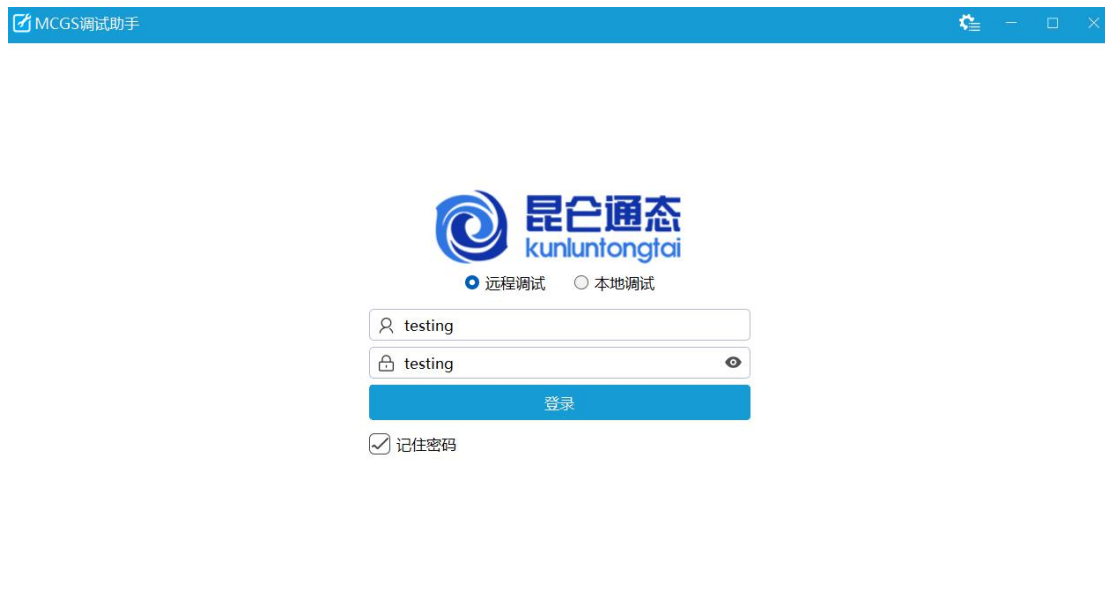 MCGS调试助手
昆仑通态
kunluntongtai
远程调试 本地调试
testing
testing
登录
记住密码